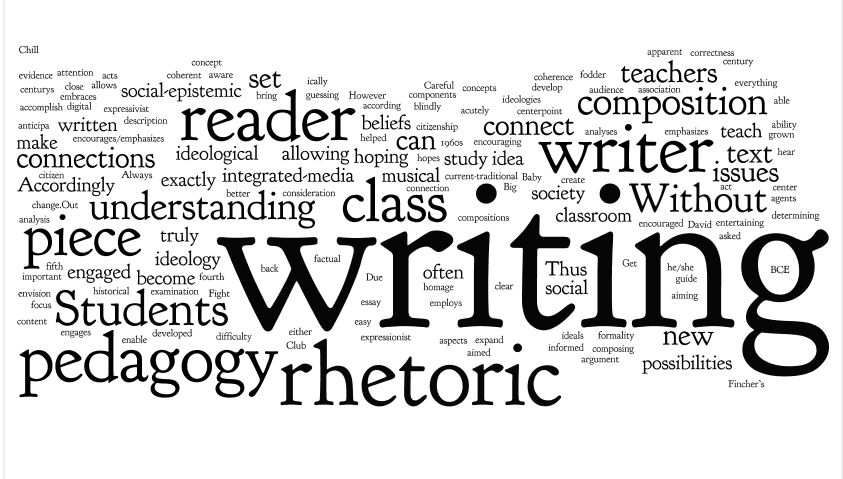 Chill
concept
apparent correctness
century
evidence attention acts
coherent aware
set
ically
coherence fodder
teachers
centurys close allows
social-epistemic
bring guessing However
Careful concepts
develop
everything
embraces
components
ideologies
audience association
accomplish digital expressivist
reader
according blindly
acutely
centerpoint
composition
able
anticipa written description
beliefs citizenship
connect
analyses emphasizes teach ability
grown
make encourages/emphasizes
helped can 1960s encouraging
writer
text hear
connections ideological allowing hoping hopes study idea
issues
citizen Always
exactly integrated-media musical current-traditional Baby
create
Accordingly
better consideration
connection
Big
society
Without
act center
agents
change.Out
understanding
class
compositions
classroom
determining
analysis
encouraged David entertaining
asked
piece truly
writing
fifth
ideology
back factual
often
Thus
Get he/she
BCE
important engaged become fourth
Due
homage
clear
social
guide
envision historical examination Fight
essay
employs
aiming
focus
Students
content
easy
engages enable developed difficulty
either
expressionist
aspects expand
ideals formality
new
Club
aimed
informed composing
argument
possibilities
pedagogy
rhetoric
Fincher's